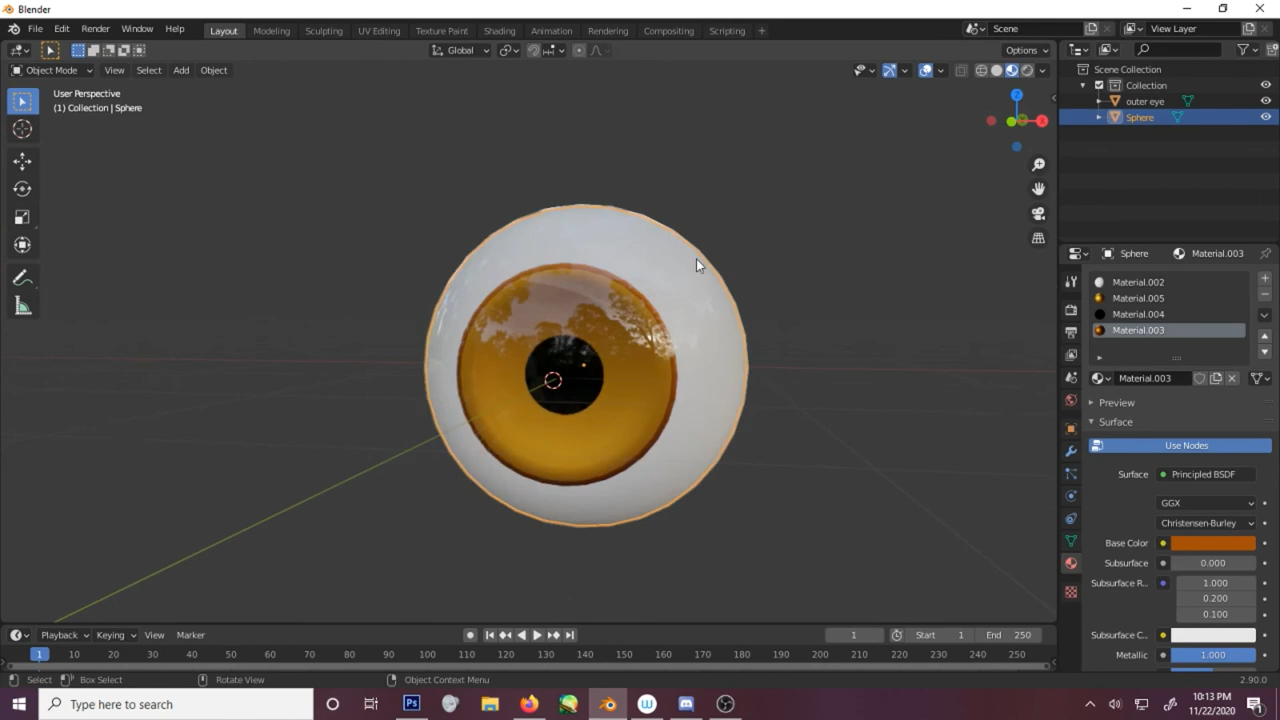 Blender
File Edit Render Window Help Layout Modeling Sculpting UV Editing Texture Paint Shading Animation Rendering Compositing Scripting + Scene View Layer
Global Options
Object Mode View Select Add Object
User Perspective
(1) Collection | Sphere
Z
X
Scene Collection
Collection
outer eye
Sphere
Sphere Material.003
Material.002
Material.005
Material.004
Material.003
Material.003
Preview
Surface
Use Nodes
Surface Principled BSDF
GGX
Christensen-Burley
Base Color
Subsurface 0.000
Subsurface R... 1.000
0.200
0.100
Subsurface C...
Metallic 1.000
Playback Keying View Marker 1 Start 1 End 250
1 10 20 30 40 50 60 70 80 90 100 110 120 130 140 150 160 170 180 190 200 210 220 230 240 250
Select Box Select Rotate View Object Context Menu 2.90.0
Type here to search Ps W 10:13 PM
11/22/2020 1